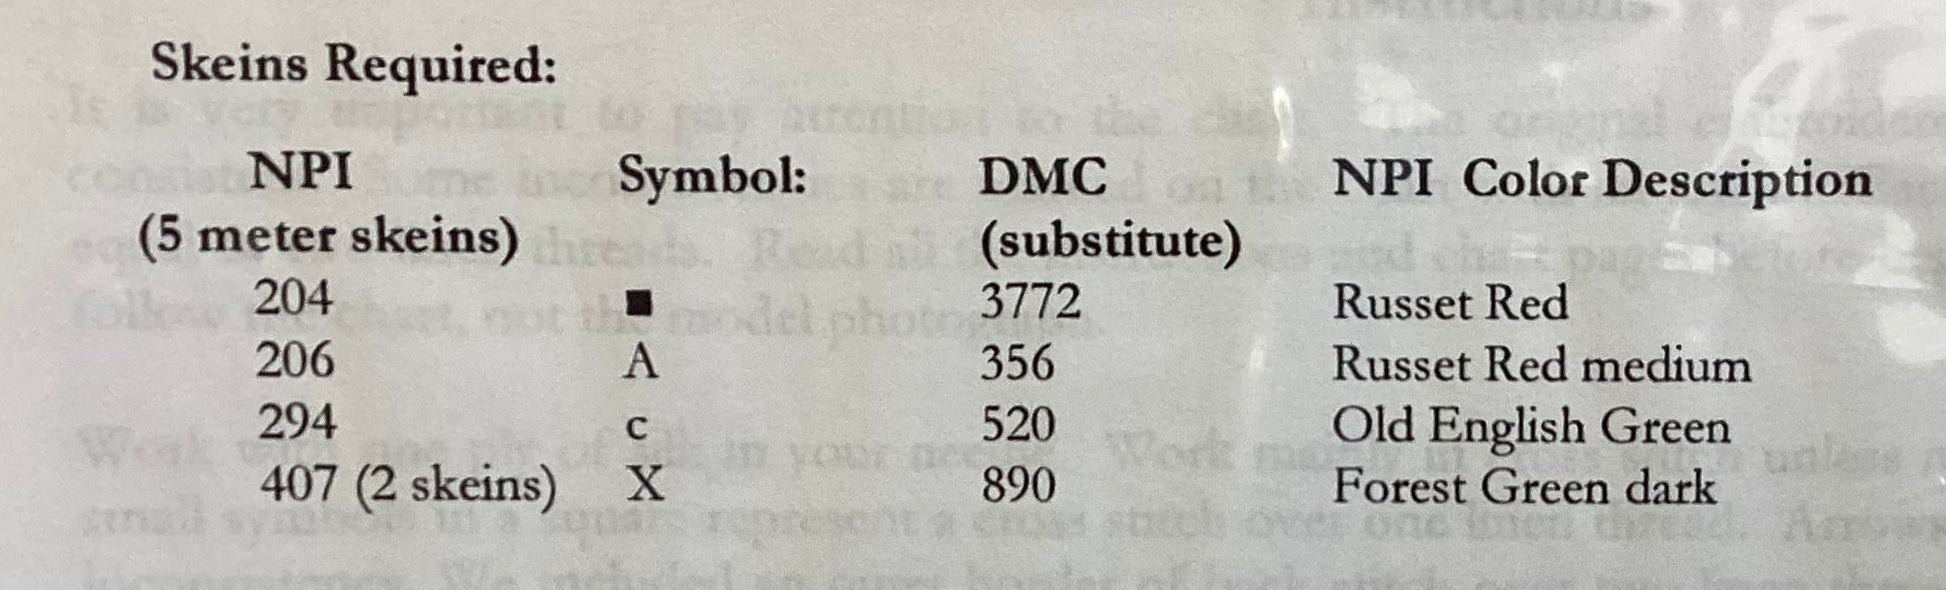 Skeins Required:
NPI Symbol: DMC NPI Color Description
(5 meter skeins) (substitute)
204 ■ 3772 Russet Red
206 A 356 Russet Red medium
294 c 520 Old English Green
407 (2 skeins) X 890 Forest Green dark